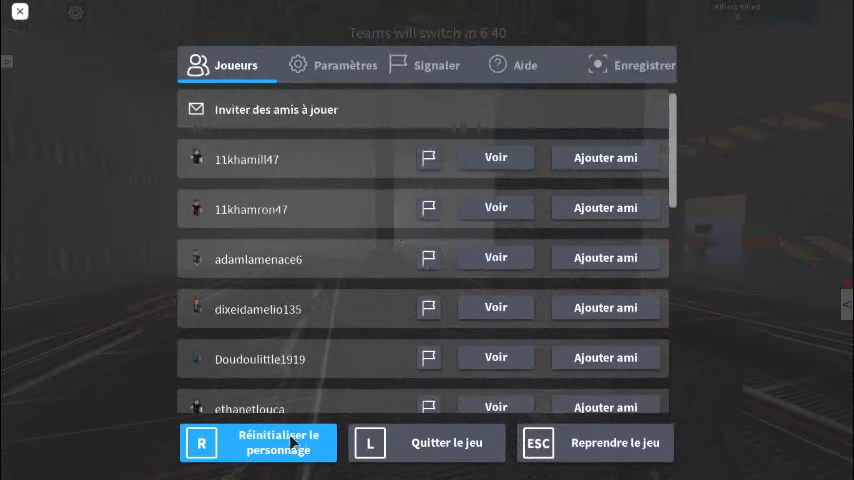 Teams will switch in 6:40
Joueurs Paramètres Signaler Aide Enregistrer
Inviter des amis à jouer
11khamill47 Voir Ajouter ami
11khamron47 Voir Ajouter ami
adamlamenace6 Voir Ajouter ami
dixeidamelio135 Voir Ajouter ami
Doudoulittle1919 Voir Ajouter ami
ethanetlouca Voir Ajouter ami
R Réinitialiser le
personnage
L Quitter le jeu
ESC Reprendre le jeu